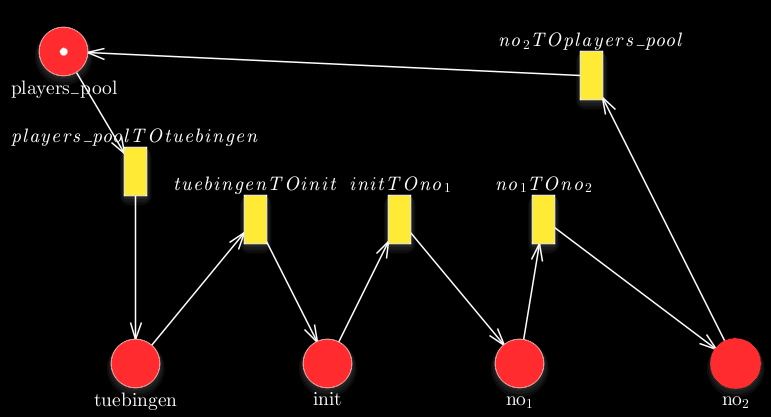 no₂TOplayers_pool
players_pool
players_poolTOtuebingen
tuebingenTOinit
initTOno₁
no₁TOno₂
tuebingen
init
no₁
no₂